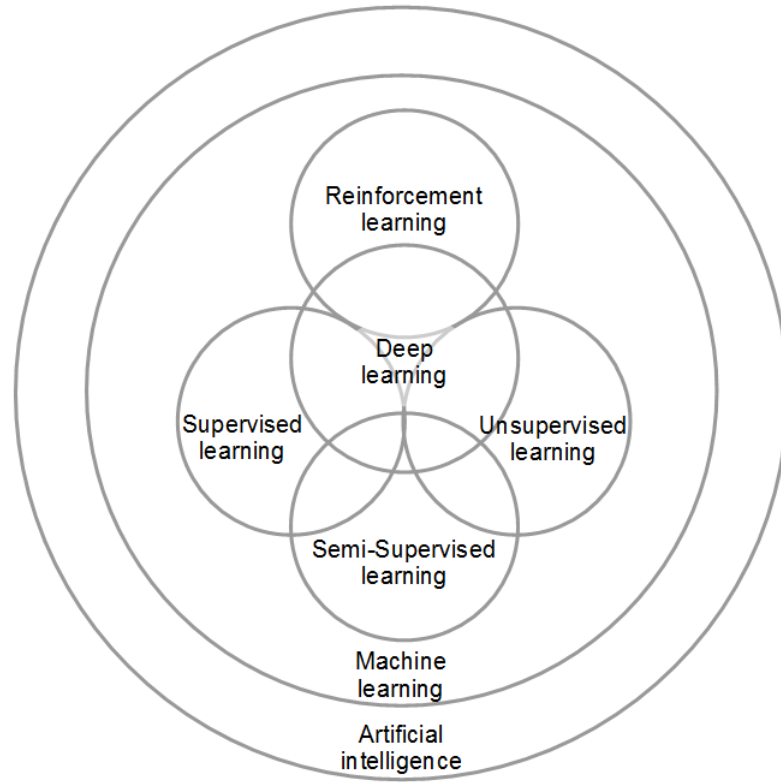 Reinforcement
learning
Deep
learning
Supervised
learning
Unsupervised
learning
Semi-Supervised
learning
Machine
learning
Artificial
intelligence